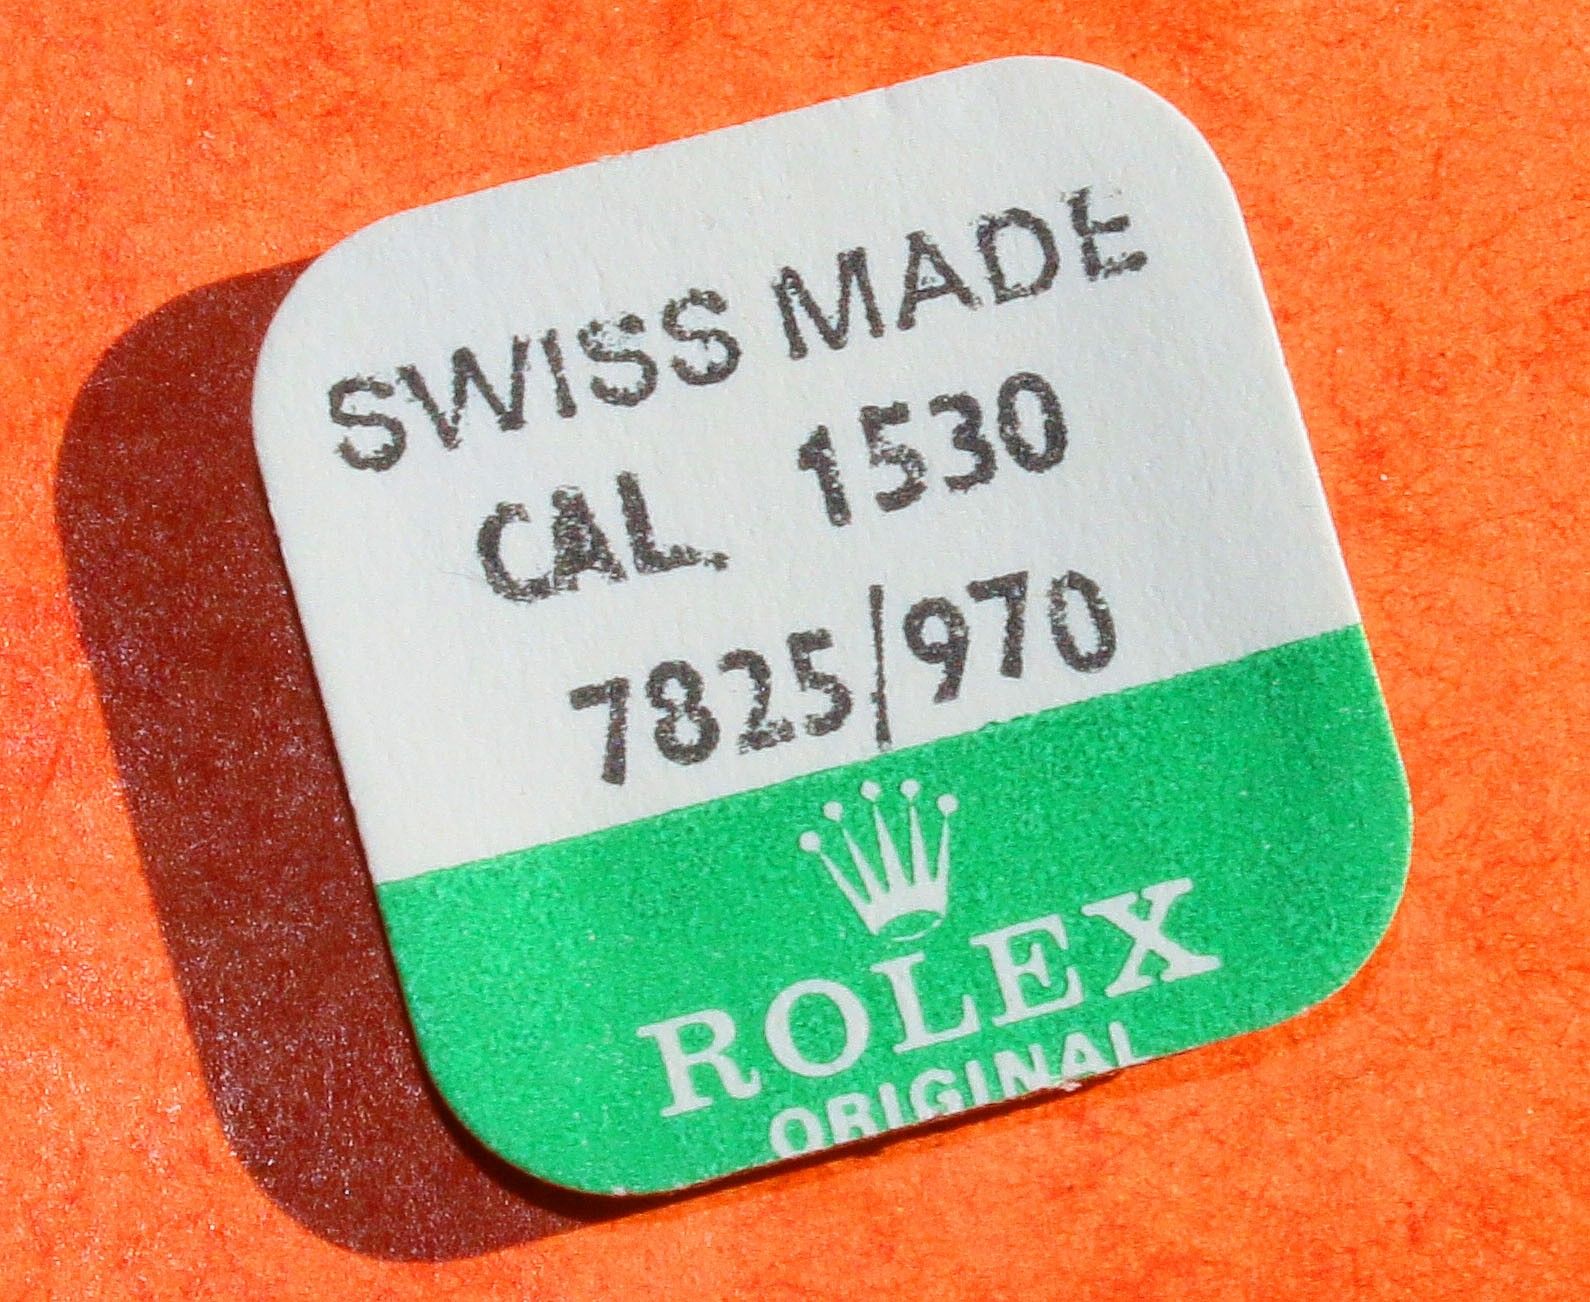 SWISS MADE
CAL. 1530
7825/970
ROLEX
ORIGINAL